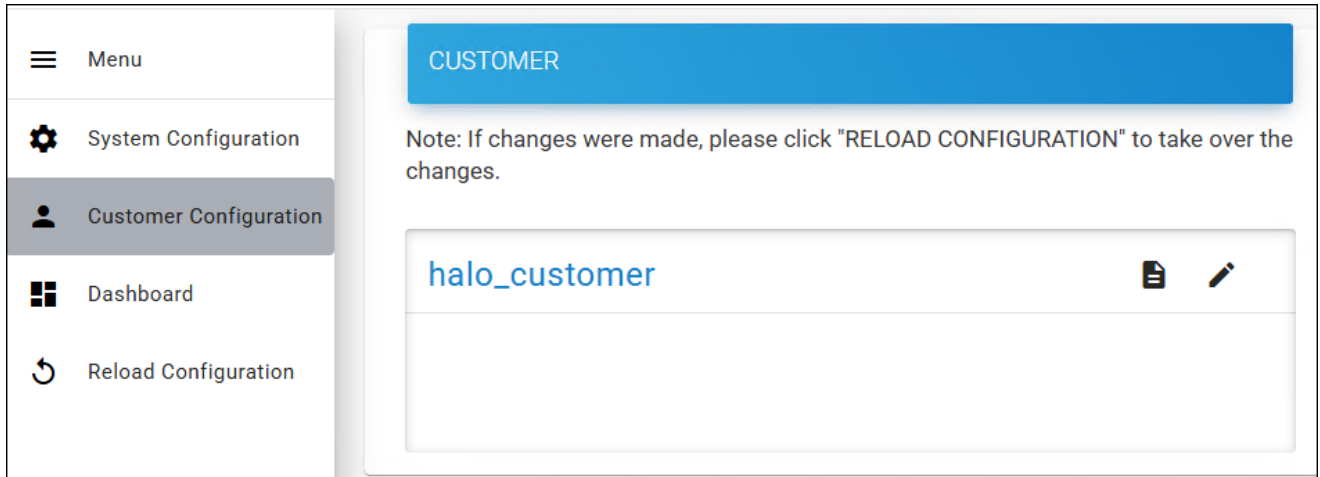 Menu
System Configuration
Customer Configuration
Dashboard
Reload Configuration
CUSTOMER
Note: If changes were made, please click "RELOAD CONFIGURATION" to take over the
changes.
halo_customer